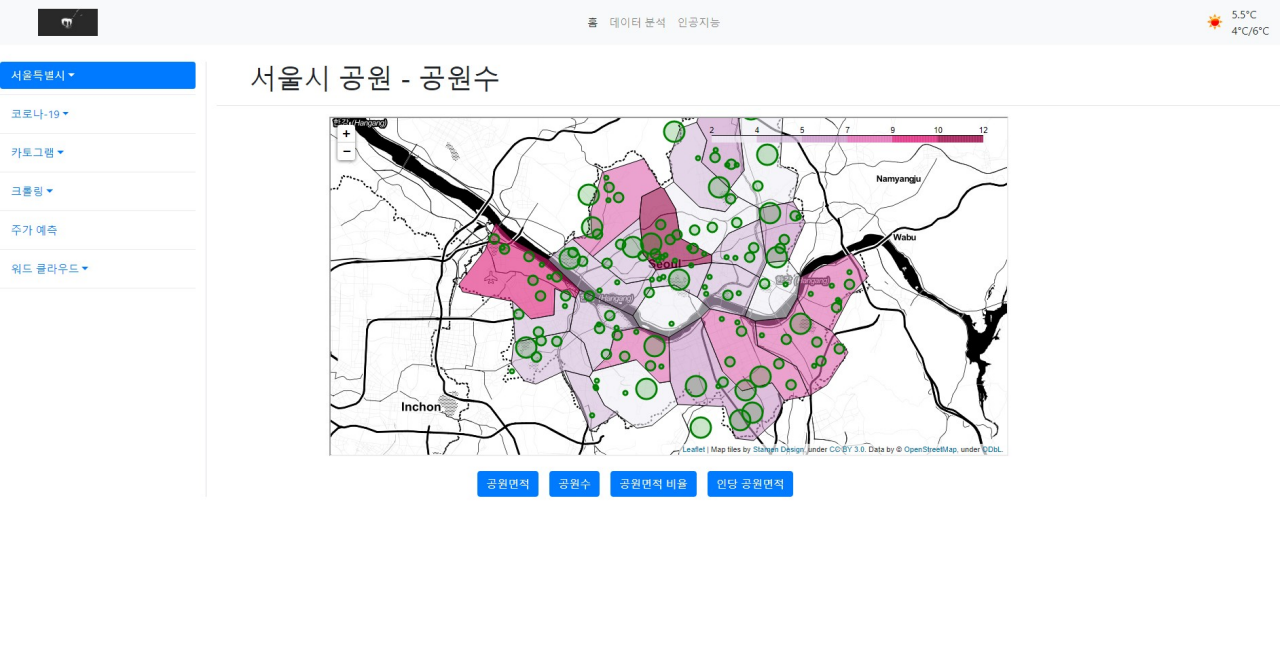 홈 데이터 분석 인공지능
5.5°C
4°C/6°C
서울특별시
코로나-19
카토그램
크롤링
주가 예측
워드 클라우드
서울시 공원 - 공원수
한강 (Hangang)
+
−
2 4 5 7 9 10 12
Namyangju
Wabu
Seoul
한강 (Hangang)
(Hangang)
Inchon
Leaflet | Map tiles by Stamen Design, under CC BY 3.0. Data by © OpenStreetMap, under ODbL.
공원면적 공원수 공원면적 비율 인당 공원면적